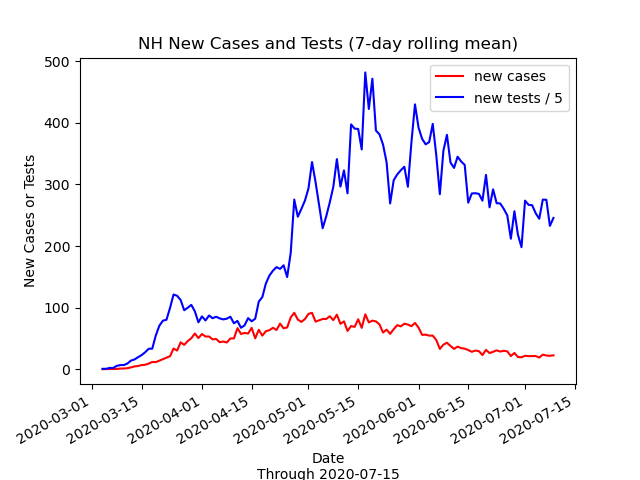 NH New Cases and Tests (7-day rolling mean)
new cases
new tests / 5
New Cases or Tests
500
400
300
200
100
0
2020-03-01
2020-03-15
2020-04-01
2020-04-15
2020-05-01
2020-05-15
2020-06-01
2020-06-15
2020-07-01
2020-07-15
Date
Through 2020-07-15